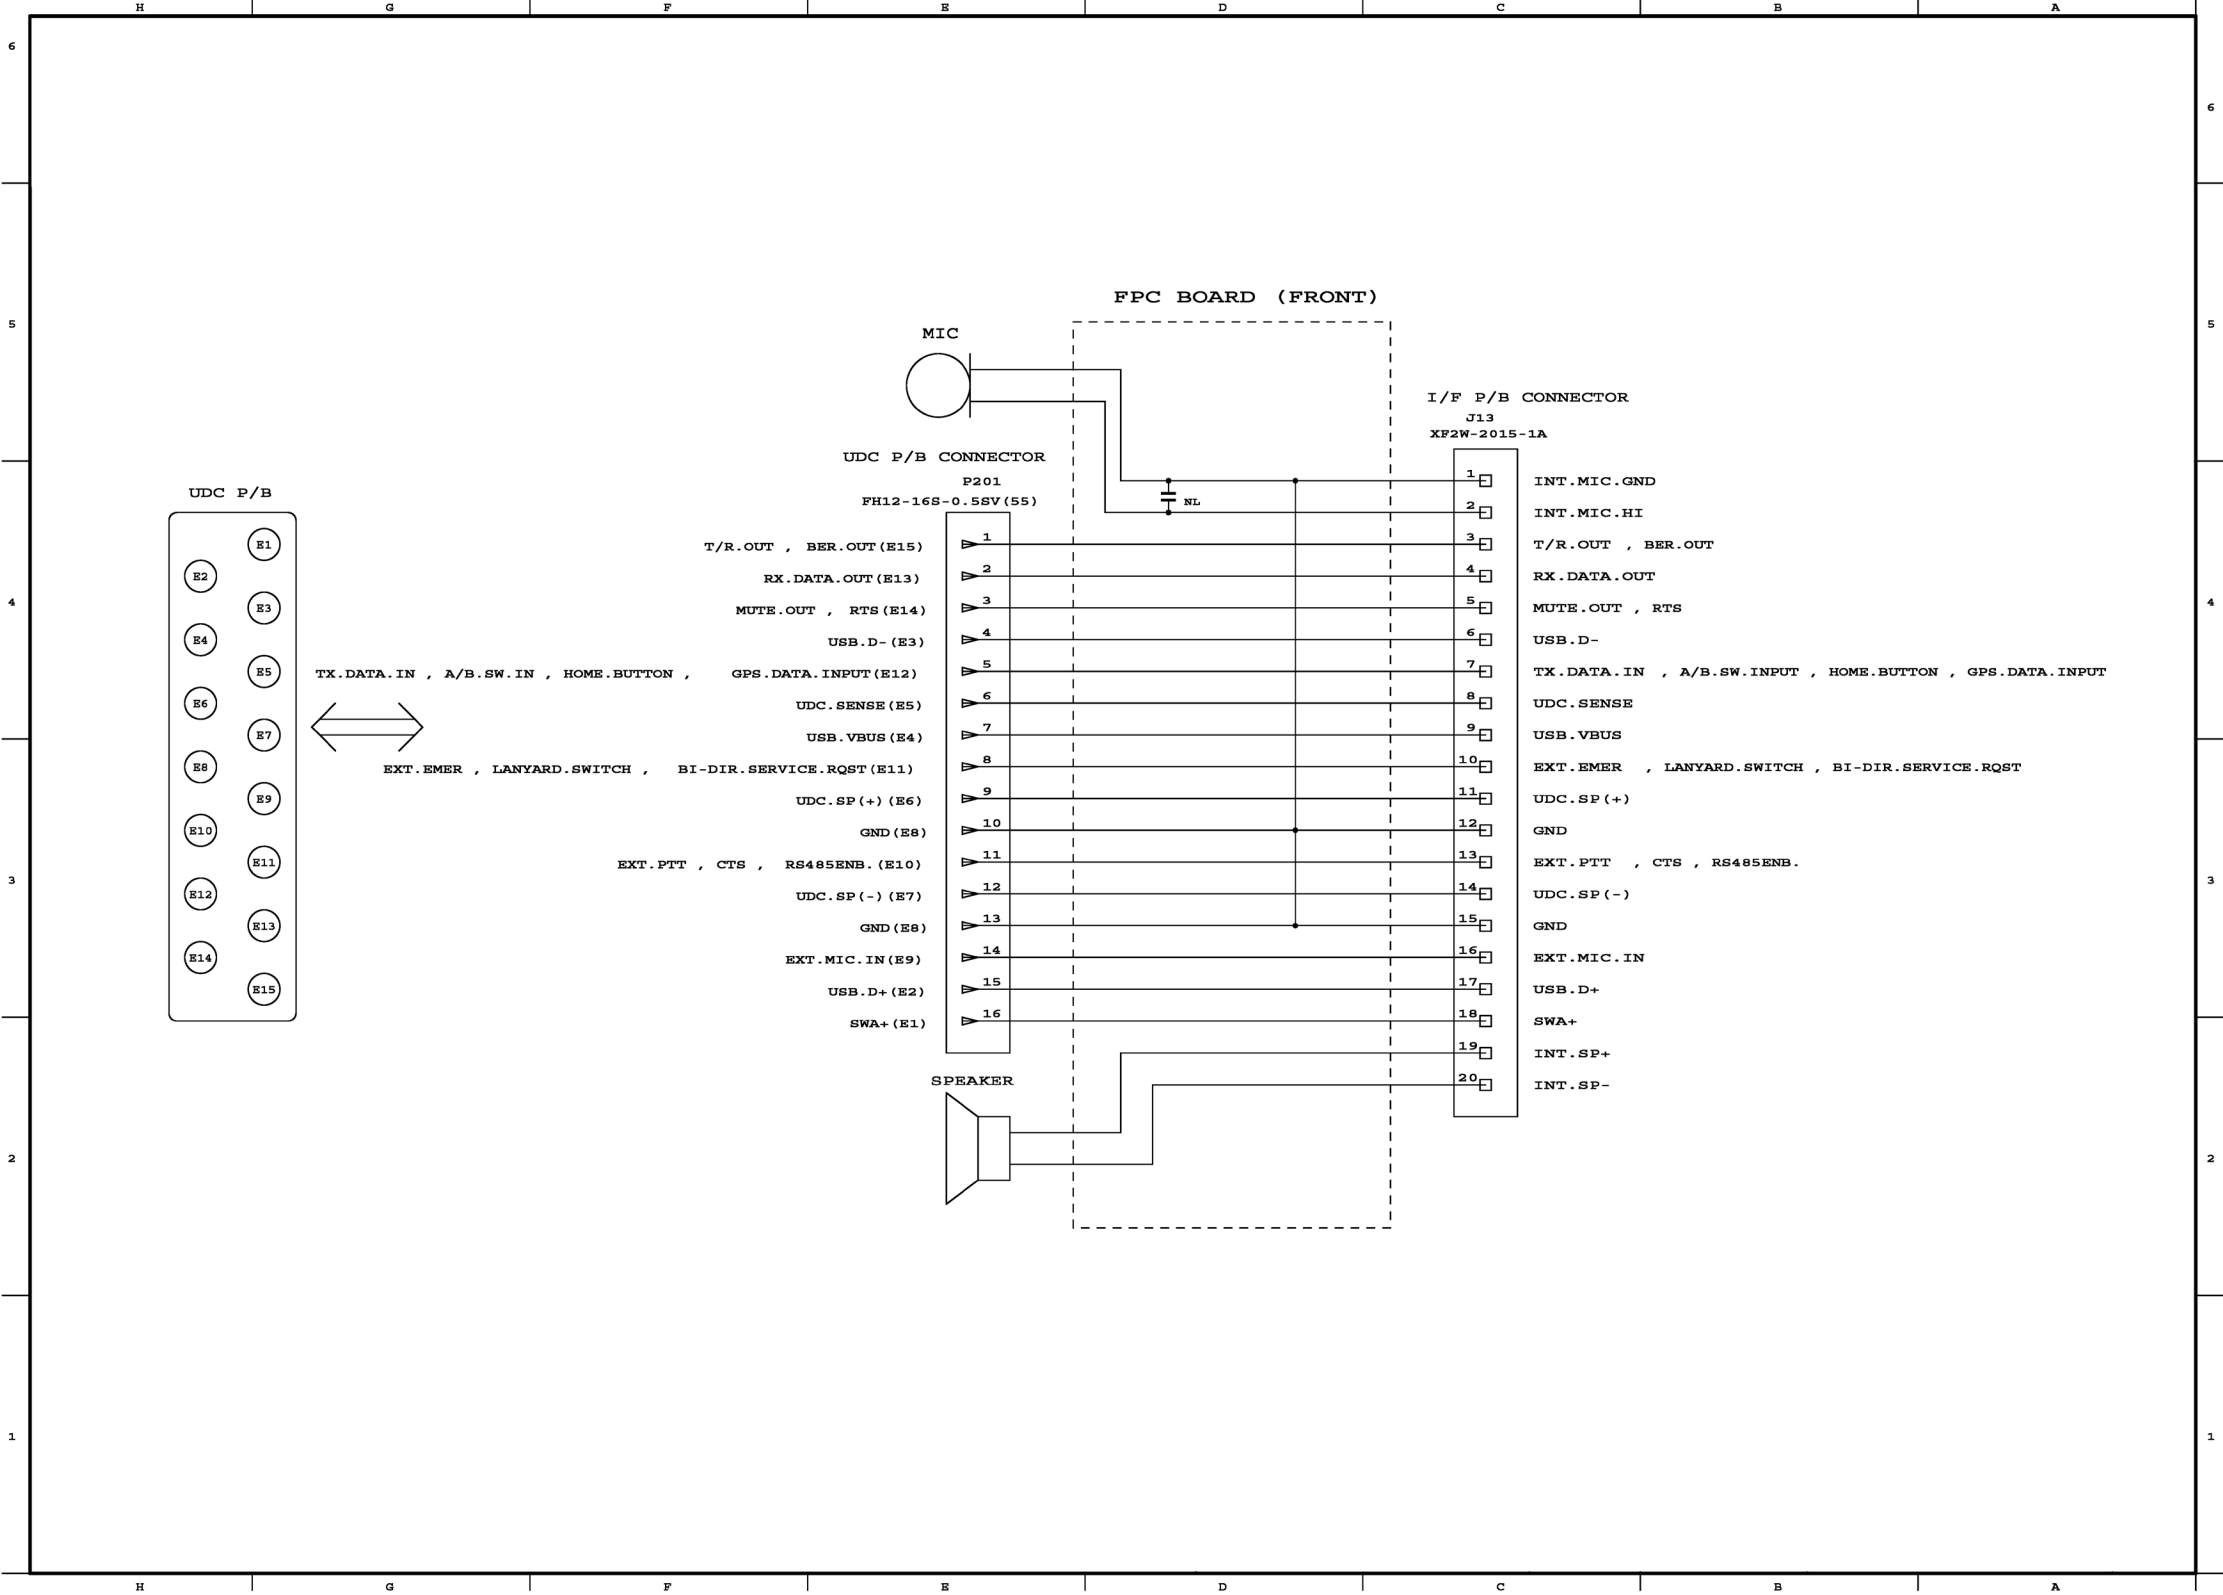 H G F E D C B A
6
6
FPC BOARD (FRONT)
5
5
MIC
I/F P/B CONNECTOR
J13
XF2W-2015-1A
UDC P/B CONNECTOR
P201
FH12-16S-0.5SV(55)
UDC P/B
1 INT.MIC.GND
NL
2 INT.MIC.HI
E1
T/R.OUT , BER.OUT(E15) 1 3 T/R.OUT , BER.OUT
E2
RX.DATA.OUT(E13) 2 4 RX.DATA.OUT
4
4
E3
MUTE.OUT , RTS(E14) 3 5 MUTE.OUT , RTS
E4
USB.D-(E3) 4 6 USB.D-
E5
TX.DATA.IN , A/B.SW.IN , HOME.BUTTON , GPS.DATA.INPUT(E12) 5 7 TX.DATA.IN , A/B.SW.INPUT , HOME.BUTTON , GPS.DATA.INPUT
E6
UDC.SENSE(E5) 6 8 UDC.SENSE
E7
USB.VBUS(E4) 7 9 USB.VBUS
E8
EXT.EMER , LANYARD.SWITCH , BI-DIR.SERVICE.RQST(E11) 8 10 EXT.EMER , LANYARD.SWITCH , BI-DIR.SERVICE.RQST
E9
UDC.SP(+)(E6) 9 11 UDC.SP(+)
E10
GND(E8) 10 12 GND
E11
EXT.PTT , CTS , RS485ENB.(E10) 11 13 EXT.PTT , CTS , RS485ENB.
3
3
E12
UDC.SP(-)(E7) 12 14 UDC.SP(-)
E13
GND(E8) 13 15 GND
E14
EXT.MIC.IN(E9) 14 16 EXT.MIC.IN
E15
USB.D+(E2) 15 17 USB.D+
SWA+(E1) 16 18 SWA+
19 INT.SP+
SPEAKER
20 INT.SP-
2
2
1
1
H G F E D C B A